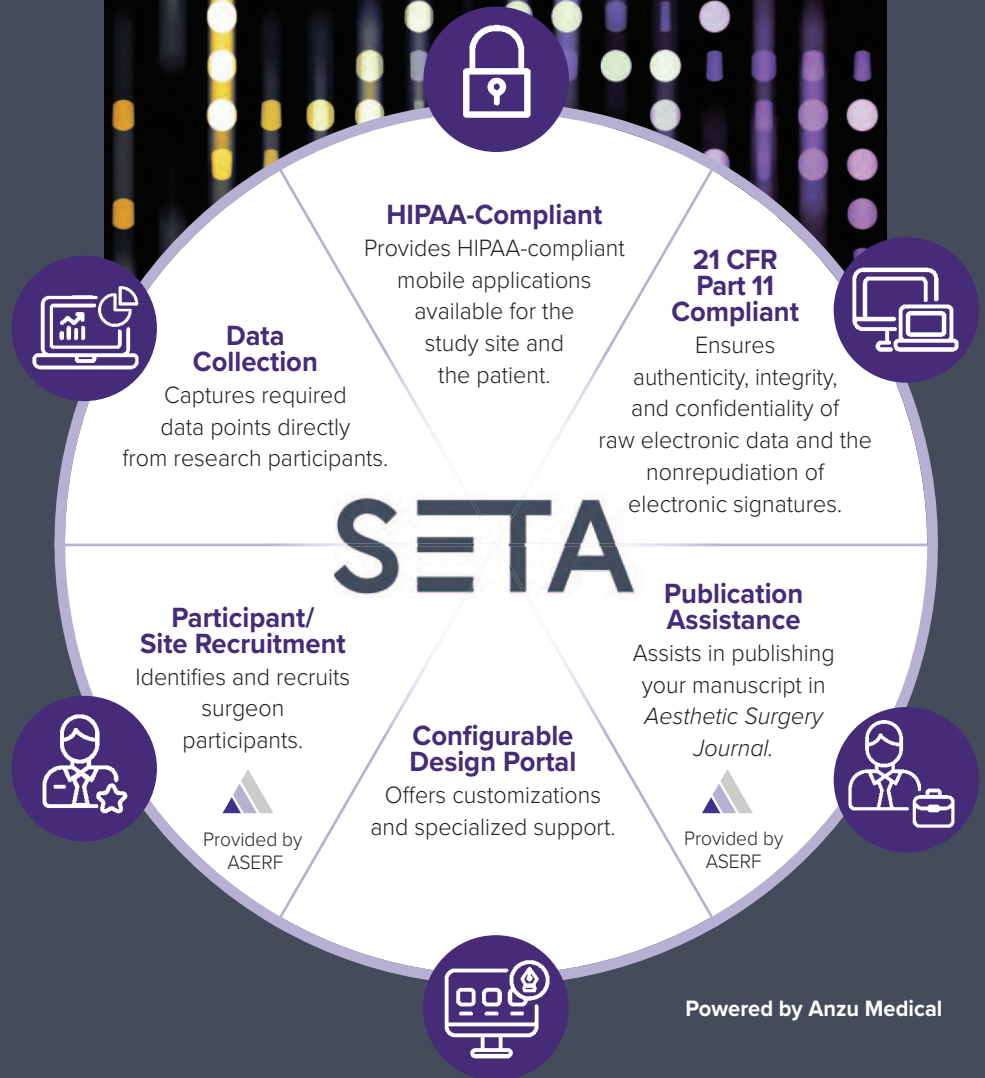 HIPAA-Compliant
Provides HIPAA-compliant
mobile applications
available for the
study site and
the patient.
21 CFR
Part 11
Compliant
Ensures
authenticity, integrity,
and confidentiality of
raw electronic data and the
nonrepudiation of
electronic signatures.
Data
Collection
Captures required
data points directly
from research participants.
SETA
Participant/
Site Recruitment
Identifies and recruits
surgeon
participants.
Provided by
ASERF
Configurable
Design Portal
Offers customizations
and specialized support.
Publication
Assistance
Assists in publishing
your manuscript in
Aesthetic Surgery
Journal.
Provided by
ASERF
Powered by Anzu Medical